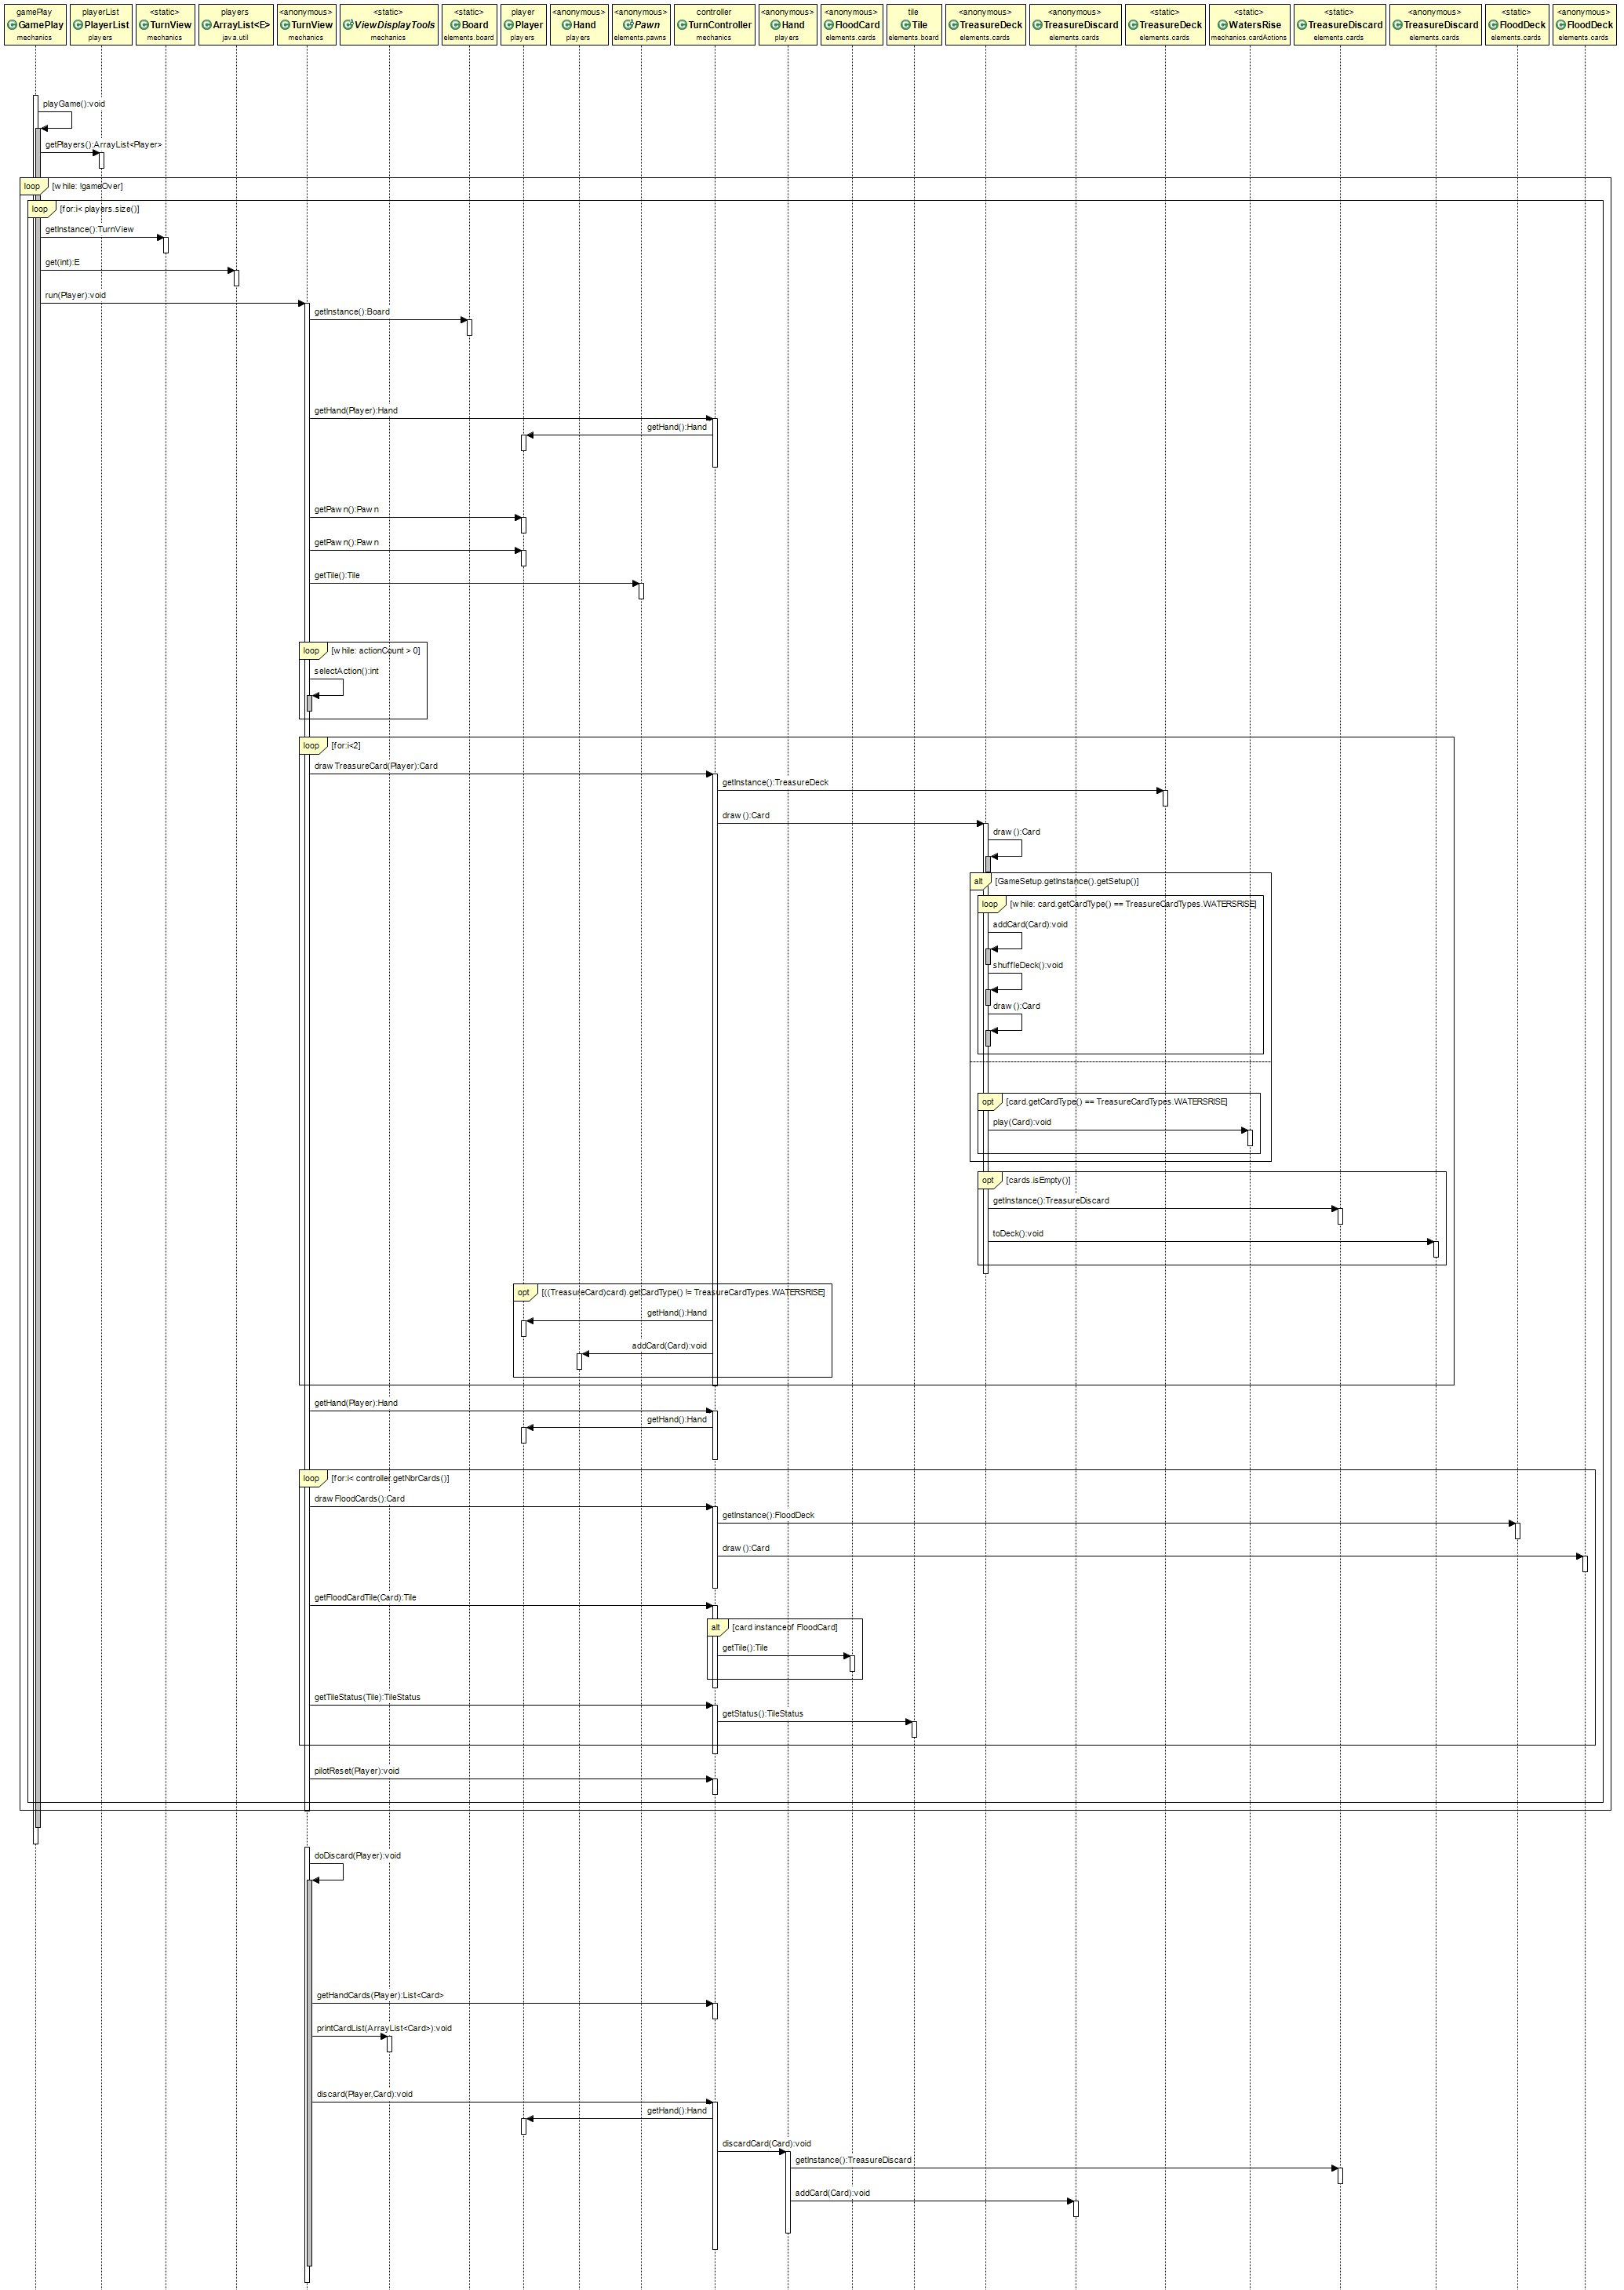 gamePlay
GamePlay
mechanics
playerList
PlayerList
players
<static>
TurnView
mechanics
players
ArrayList<E>
java.util
<anonymous>
TurnView
mechanics
<static>
ViewDisplayTools
mechanics
<static>
Board
elements.board
player
Player
players
<anonymous>
Hand
players
<anonymous>
Pawn
elements.pawns
controller
TurnController
mechanics
<anonymous>
Hand
players
<anonymous>
FloodCard
elements.cards
tile
Tile
elements.board
<anonymous>
TreasureDeck
elements.cards
<anonymous>
TreasureDiscard
elements.cards
<static>
TreasureDeck
elements.cards
<static>
WatersRise
mechanics.cardActions
<static>
TreasureDiscard
elements.cards
<anonymous>
TreasureDiscard
elements.cards
<static>
FloodDeck
elements.cards
<anonymous>
FloodDeck
elements.cards
playGame():void
getPlayers():ArrayList<Player>
loop [while: !gameOver]
loop [for:i< players.size()]
getInstance():TurnView
get(int):E
run(Player):void
getInstance():Board
getHand(Player):Hand
getHand():Hand
getPawn():Pawn
getPawn():Pawn
getTile():Tile
loop [while: actionCount > 0]
selectAction():int
loop [for:i<2]
drawTreasureCard(Player):Card
getInstance():TreasureDeck
draw():Card
draw():Card
alt [GameSetup.getInstance().getSetup()]
loop [while: card.getCardType() == TreasureCardTypes.WATERSRISE]
addCard(Card):void
shuffleDeck():void
draw():Card
opt [card.getCardType() == TreasureCardTypes.WATERSRISE]
play(Card):void
opt [cards.isEmpty()]
getInstance():TreasureDiscard
toDeck():void
opt [((TreasureCard)card).getCardType() != TreasureCardTypes.WATERSRISE]
getHand():Hand
addCard(Card):void
getHand(Player):Hand
getHand():Hand
loop [for:i< controller.getNbrCards()]
drawFloodCards():Card
getInstance():FloodDeck
draw():Card
getFloodCardTile(Card):Tile
alt [card instanceof FloodCard]
getTile():Tile
getTileStatus(Tile):TileStatus
getStatus():TileStatus
pilotReset(Player):void
doDiscard(Player):void
getHandCards(Player):List<Card>
printCardList(ArrayList<Card>):void
discard(Player,Card):void
getHand():Hand
discardCard(Card):void
getInstance():TreasureDiscard
addCard(Card):void